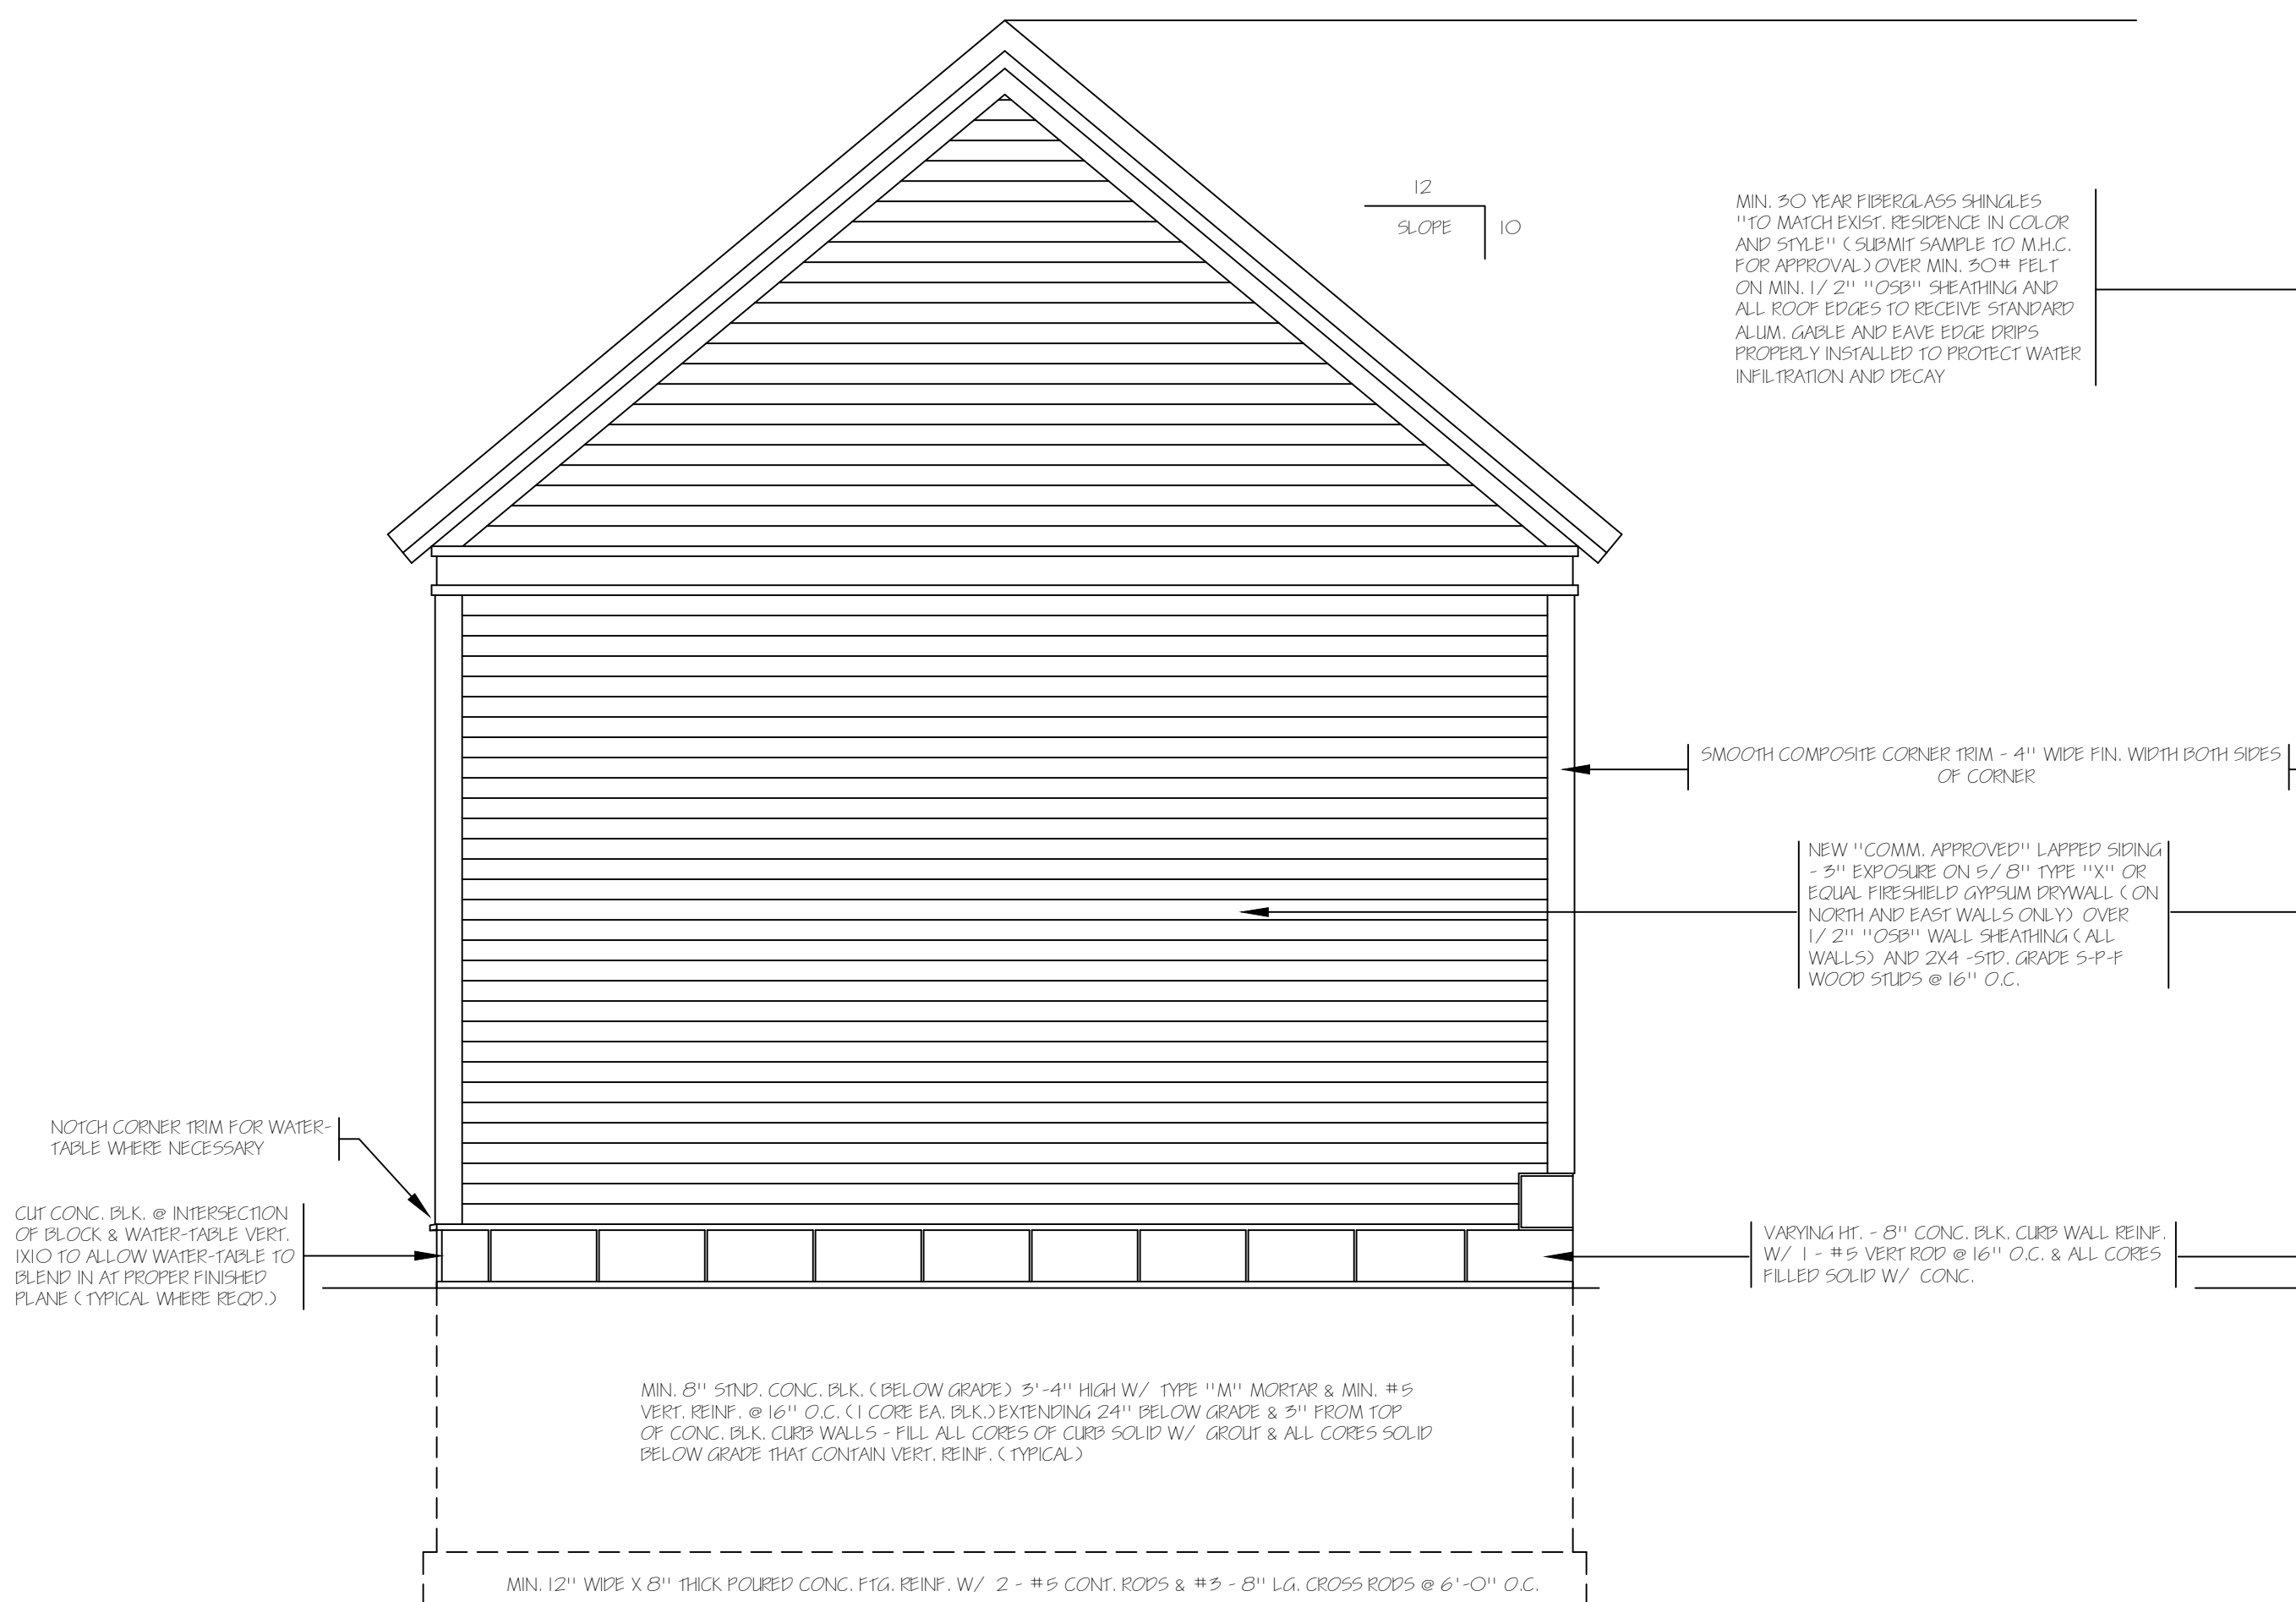 12
SLOPE 10
MIN. 30 YEAR FIBERGLASS SHINGLES
"TO MATCH EXIST. RESIDENCE IN COLOR
AND STYLE" (SUBMIT SAMPLE TO M.H.C.
FOR APPROVAL) OVER MIN. 30# FELT
ON MIN. 1/2" "OSB" SHEATHING AND
ALL ROOF EDGES TO RECEIVE STANDARD
ALUM. GABLE AND EAVE EDGE DRIPS
PROPERLY INSTALLED TO PROTECT WATER
INFILTRATION AND DECAY
SMOOTH COMPOSITE CORNER TRIM - 4" WIDE FIN. WIDTH BOTH SIDES
OF CORNER
NEW "COMM. APPROVED" LAPPED SIDING
- 3" EXPOSURE ON 5/8" TYPE "X" OR
EQUAL FIRESHIELD GYPSUM DRYWALL (ON
NORTH AND EAST WALLS ONLY) OVER
1/2" "OSB" WALL SHEATHING (ALL
WALLS) AND 2X4 -STD. GRADE S-P-F
WOOD STUDS @ 16" O.C.
NOTCH CORNER TRIM FOR WATER-
TABLE WHERE NECESSARY
CUT CONC. BLK. @ INTERSECTION
OF BLOCK & WATER-TABLE VERT.
1X10 TO ALLOW WATER-TABLE TO
BLEND IN AT PROPER FINISHED
PLANE (TYPICAL WHERE REQD.)
VARYING HT. - 8" CONC. BLK. CURB WALL REINF.
W/ 1 - #5 VERT ROD @ 16" O.C. & ALL CORES
FILLED SOLID W/ CONC.
MIN. 8" STND. CONC. BLK. (BELOW GRADE) 3'-4" HIGH W/ TYPE "M" MORTAR & MIN. #5
VERT. REINF. @ 16" O.C. (1 CORE EA. BLK.) EXTENDING 24" BELOW GRADE & 3" FROM TOP
OF CONC. BLK. CURB WALLS - FILL ALL CORES OF CURB SOLID W/ GROUT & ALL CORES SOLID
BELOW GRADE THAT CONTAIN VERT. REINF. (TYPICAL)
MIN. 12" WIDE X 8" THICK POURED CONC. FTG. REINF. W/ 2 - #5 CONT. RODS & #3 - 8" LG. CROSS RODS @ 6'-0" O.C.